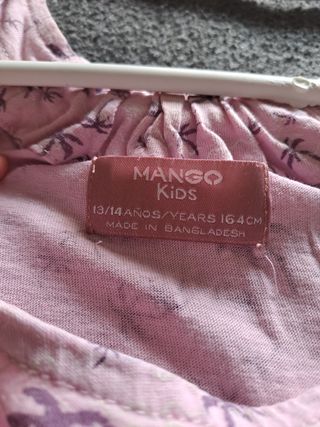 MANGO
KIDS
13/14 AÑOS/YEARS 164CM
MADE IN BANGLADESH